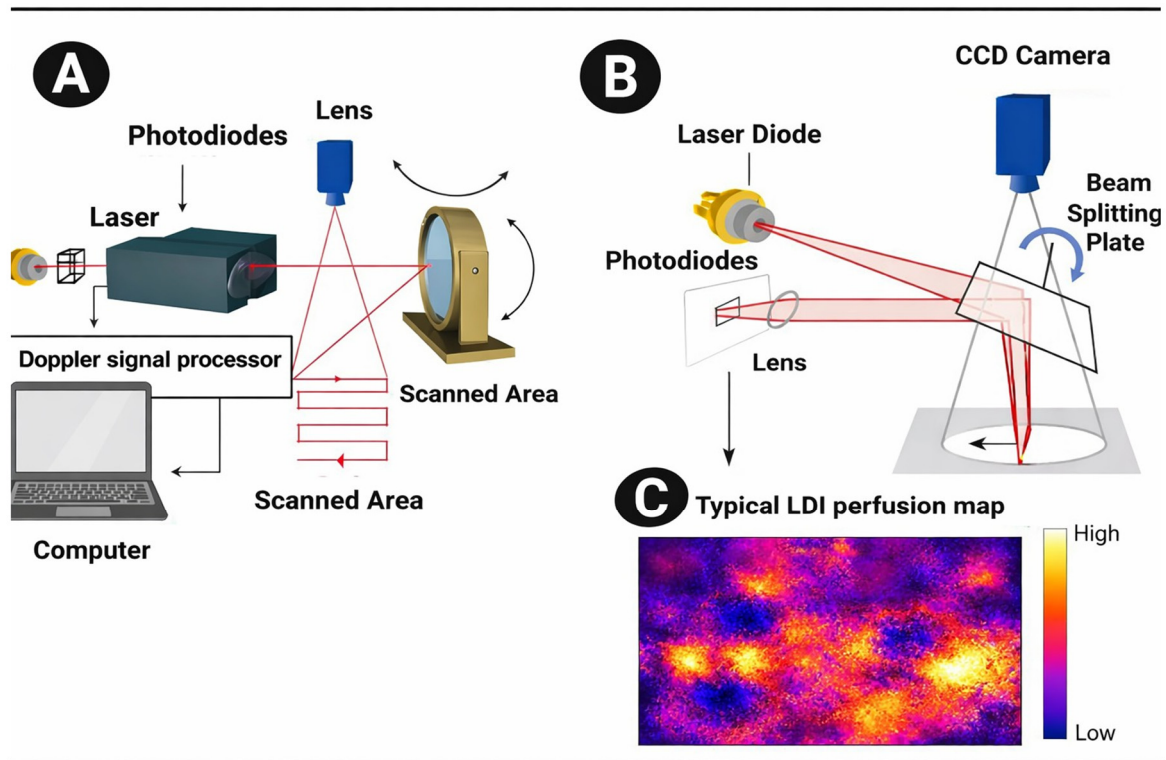 A
Lens
Photodiodes
Laser
Doppler signal processor
Scanned Area
Scanned Area
Computer
B
CCD Camera
Laser Diode
Beam
Splitting
Plate
Photodiodes
Lens
C
Typical LDI perfusion map
High
Low